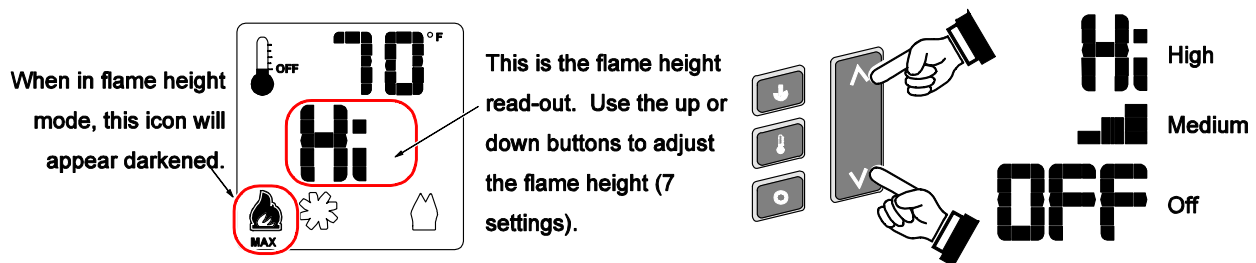 When in flame height
mode, this icon will
appear darkened.
OFF
70 °F
Hi
MAX
This is the flame height
read-out. Use the up or
down buttons to adjust
the flame height (7
settings).
Hi High
Medium
OFF Off